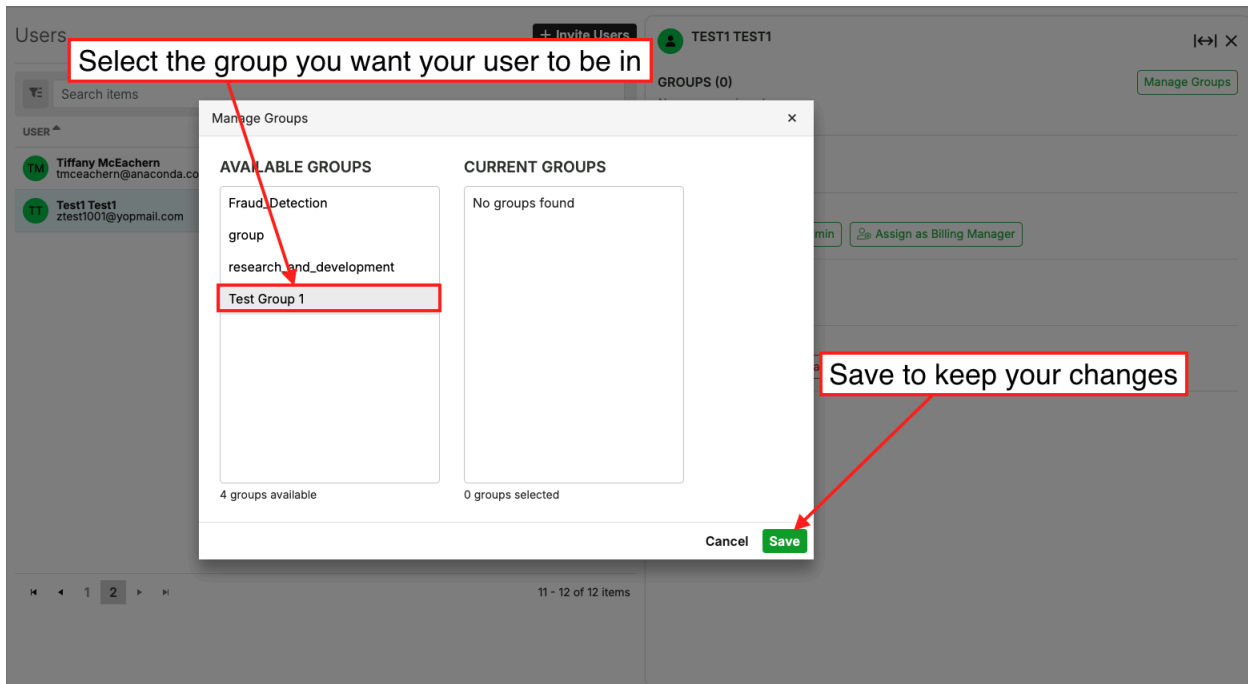 Users
+ Invite Users
Select the group you want your user to be in
Search items
USER
TM
Tiffany McEachern
tmceachern@anaconda.co
TT
Test1 Test1
ztest1001@yopmail.com
1 2
11 - 12 of 12 items
Manage Groups
AVAILABLE GROUPS
Fraud_Detection
group
research_and_development
Test Group 1
4 groups available
CURRENT GROUPS
No groups found
0 groups selected
Cancel Save
TEST1 TEST1
GROUPS (0)
Manage Groups
min
Assign as Billing Manager
Save to keep your changes